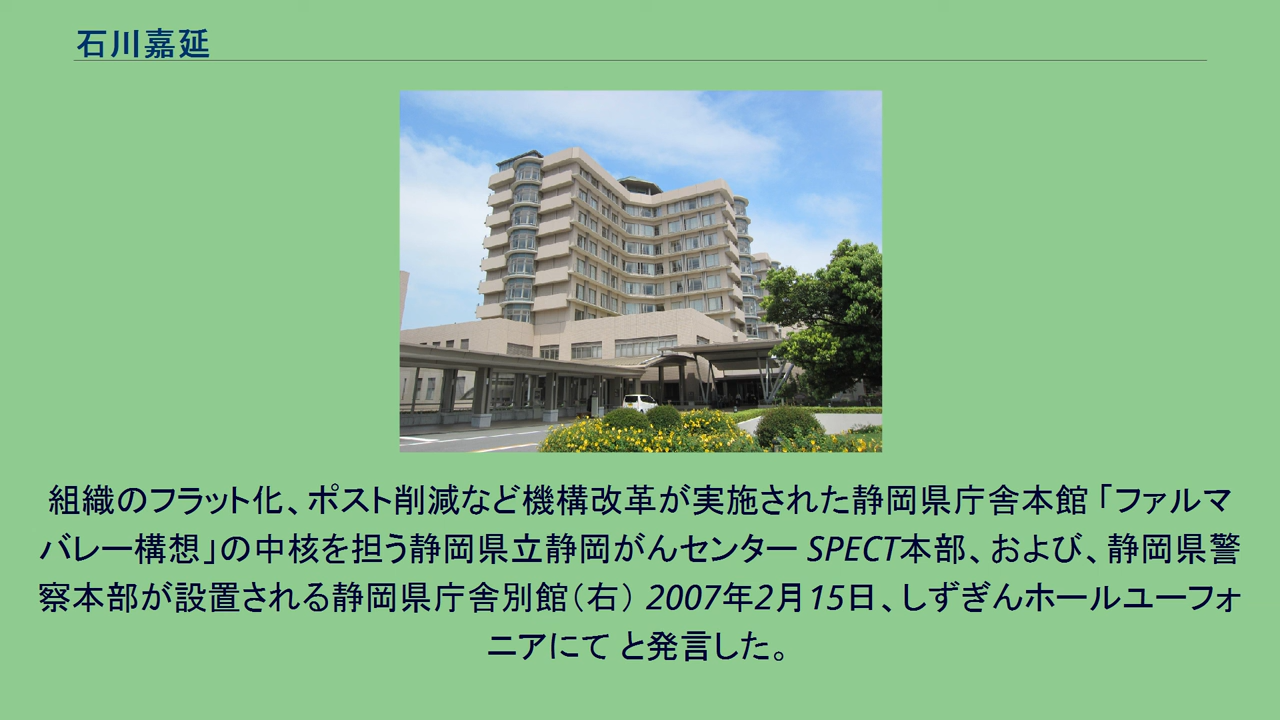 石川嘉延
組織のフラット化、ポスト削減など機構改革が実施された静岡県庁舎本館 「ファルマ
バレー構想」の中核を担う静岡県立静岡がんセンター SPECT本部、および、静岡県警
察本部が設置される静岡県庁舎別館（右） 2007年2月15日、しずぎんホールユーフォ
ニアにて と発言した。